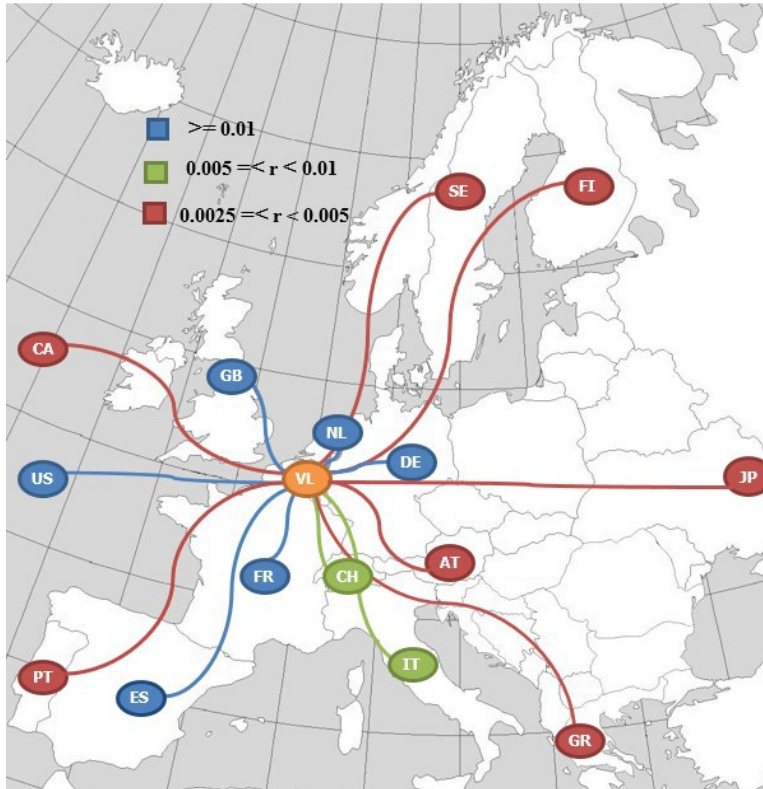 >= 0.01
0.005 =< r < 0.01
0.0025 =< r < 0.005
SE
FI
CA
GB
NL
DE
US
VL
JP
AT
FR
CH
IT
PT
ES
GR